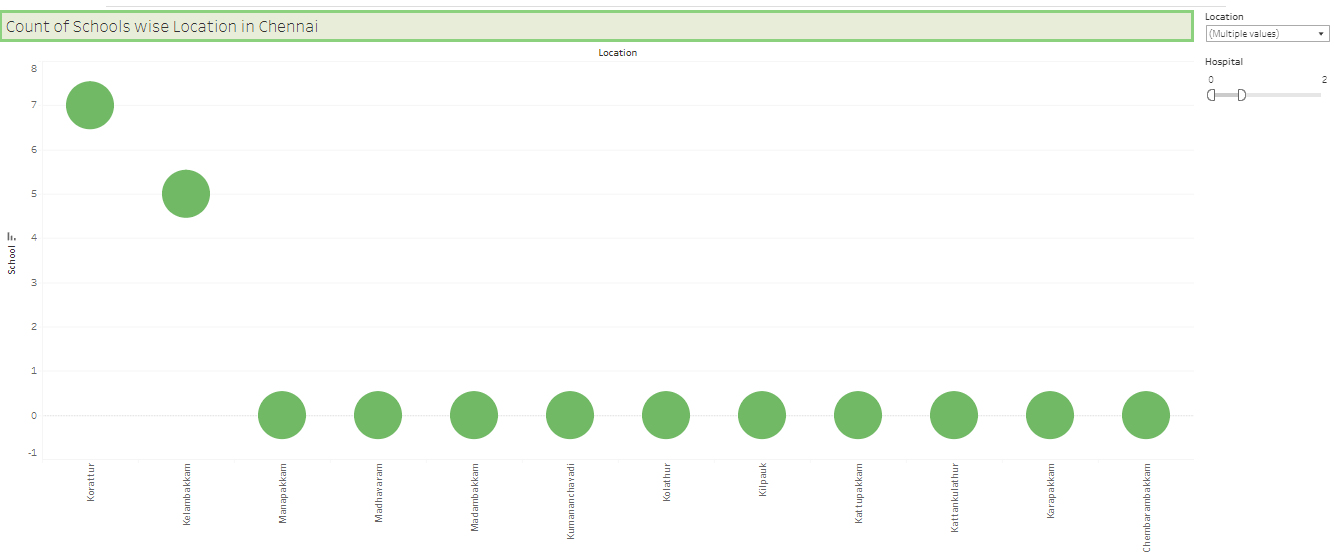 Count of Schools wise Location in Chennai
Location
(Multiple values)
Hospital
0 2
Location
8
7
6
5
4
3
2
1
0
-1
School
Korattur
Kelambakkam
Manapakkam
Madhavaram
Madambakkam
Kumananchavadi
Kolathur
Kilpauk
Kattupakkam
Kattankulathur
Karapakkam
Chembarambakkam